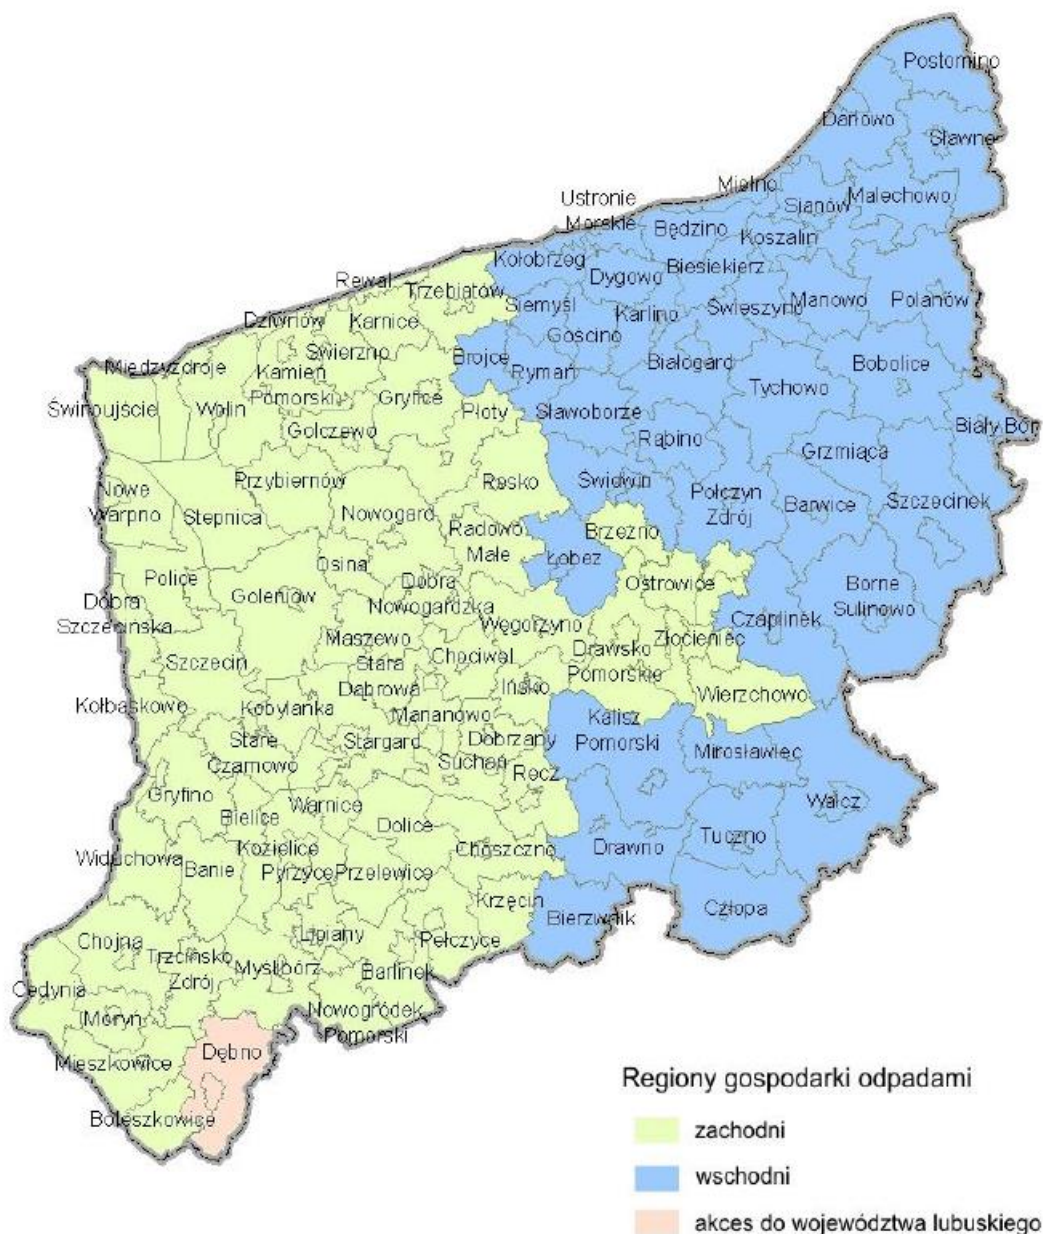 Postomino
Darłowo
Sławno
Mielno
Ustronie
Morskie
Sianów
Malechowo
Będzino
Koszalin
Kołobrzeg
Dygowo
Biesiekierz
Rewal
Trzebiatów
Siemyśl
Karlino
Świeszyno
Manowo
Polanów
Dziwnów
Karnice
Gościno
Świerzno
Brojce
Rymań
Białogard
Tychowo
Bobolice
Międzyzdroje
Kamień
Pomorski
Gryfice
Płoty
Sławoborze
Świnoujście
Wolin
Golczewo
Rąbino
Grzmiąca
Biały Bór
Przybiernów
Resko
Świdwin
Połczyn
Zdrój
Barwice
Szczecinek
Nowe
Warpno
Stepnica
Nowogard
Radowo
Małe
Brzeżno
Łobez
Osina
Police
Goleniów
Dobra
Nowogardzka
Ostrowice
Borne
Sulinowo
Dobra
Szczecińska
Węgorzyno
Czaplinek
Maszewo
Chociwel
Drawsko
Pomorskie
Złocieniec
Szczecin
Stara
Dąbrowa
Ińsko
Wierzchowo
Kołbaskowo
Kobylanka
Marianowo
Kalisz
Pomorski
Stare
Czarnowo
Stargard
Dobrzany
Suchań
Mirosławiec
Recz
Gryfino
Warnice
Wałcz
Bielice
Dolice
Tuczno
Kozielice
Choszczno
Drawno
Widuchowa
Banie
Pyrzyce
Przelewice
Krzęcin
Bierzwnik
Człopa
Chojna
Lipiany
Pełczyce
Trzcińsko
Zdrój
Myślibórz
Barlinek
Cedynia
Moryń
Nowogródek
Pomorski
Mieszkowice
Dębno
Boleszkowice
Regiony gospodarki odpadami
zachodni
wschodni
akces do województwa lubuskiego